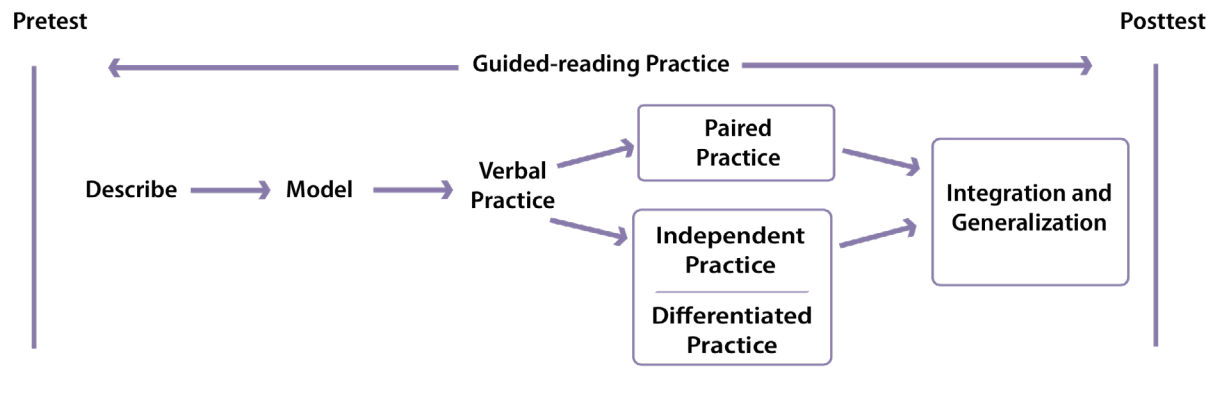 Pretest
Posttest
Guided-reading Practice
Describe
Model
Verbal
Practice
Paired
Practice
Independent
Practice
Differentiated
Practice
Integration and
Generalization